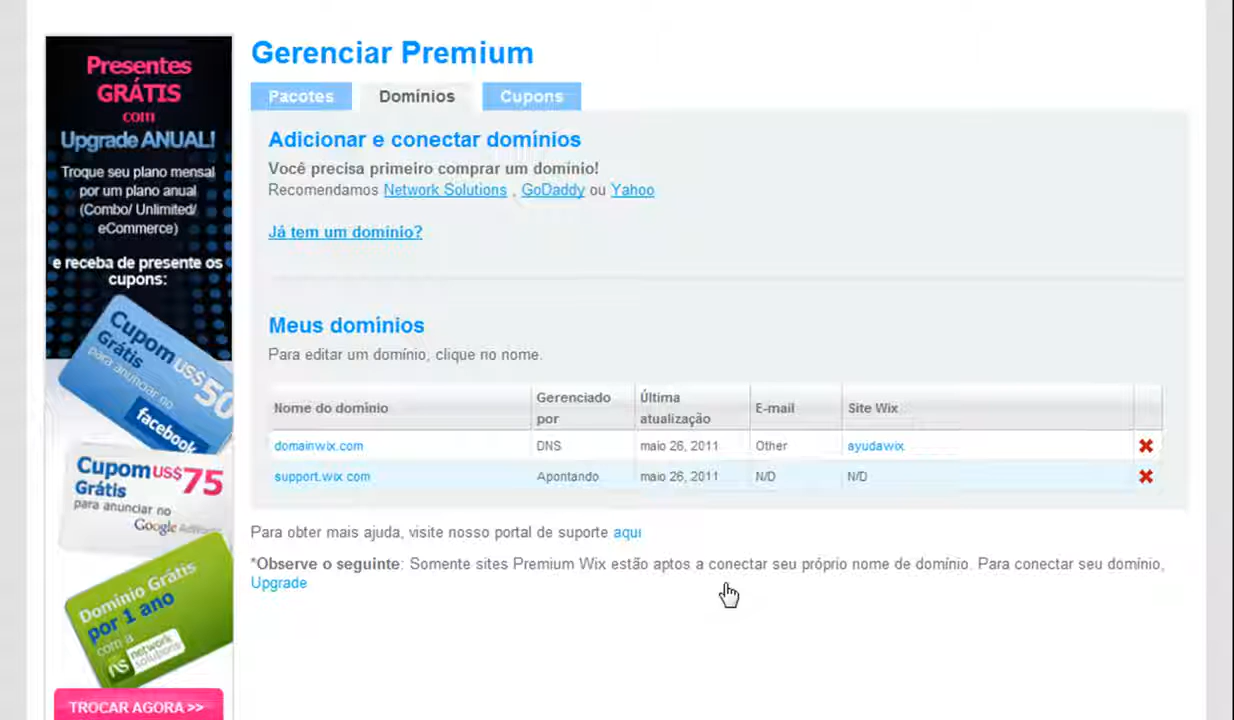 Presentes
GRÁTIS
com
Upgrade ANUAL!
Troque seu plano mensal
por um plano anual
(Combo/ Unlimited/
eCommerce)
e receba de presente os
cupons:
Cupom US$50
Grátis
para anunciar no
facebook
Cupom US$75
Grátis
para anunciar no
Google AdWords
Domínio Grátis
por 1 ano
com a
ns network
solutions
TROCAR AGORA >>
Gerenciar Premium
Pacotes Domínios Cupons
Adicionar e conectar domínios
Você precisa primeiro comprar um domínio!
Recomendamos Network Solutions , GoDaddy ou Yahoo
Já tem um domínio?
Meus domínios
Para editar um domínio, clique no nome.
Nome do domínio Gerenciado por Última atualização E-mail Site Wix
domainwix.com DNS maio 26, 2011 Other ayudawix
support.wix.com Apontando maio 26, 2011 N/D N/D
Para obter mais ajuda, visite nosso portal de suporte aqui
*Observe o seguinte: Somente sites Premium Wix estão aptos a conectar seu próprio nome de domínio. Para conectar seu domínio,
Upgrade